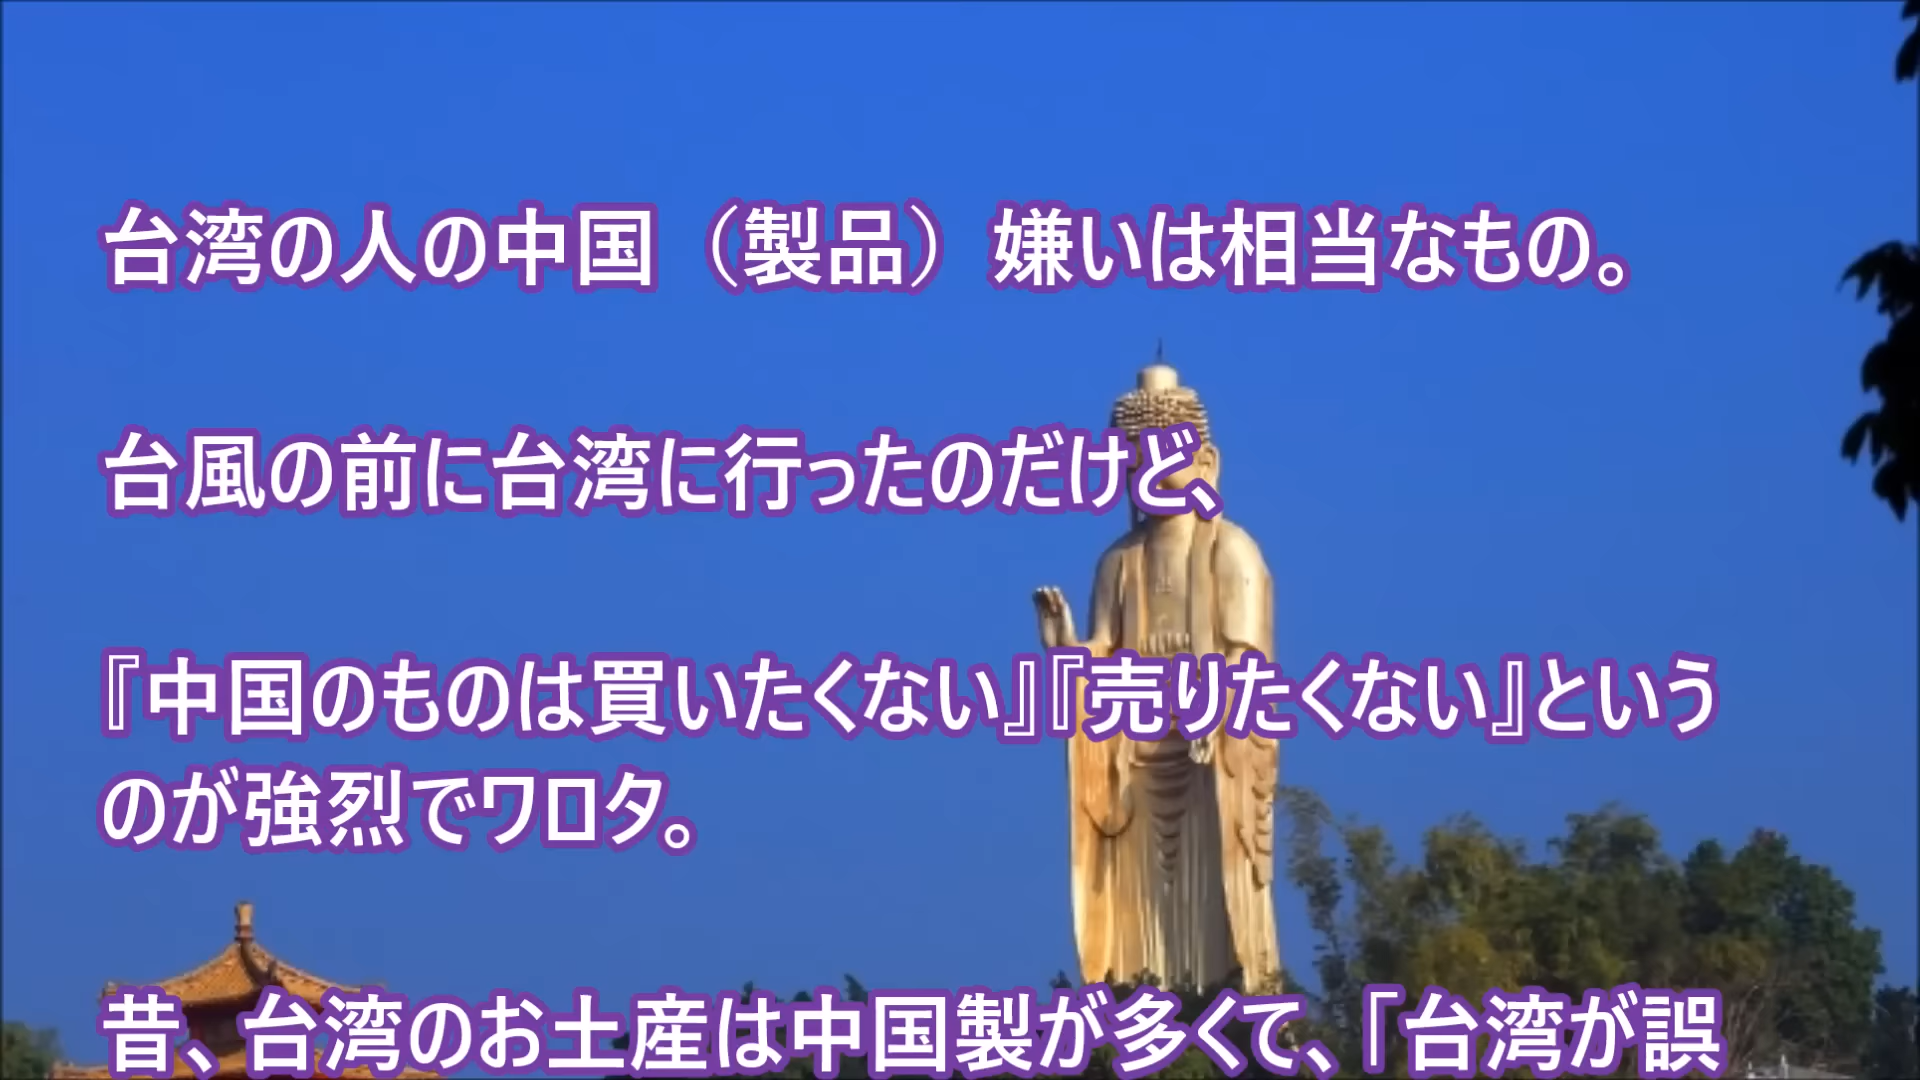 台湾の人の中国（製品）嫌いは相当なもの。
台風の前に台湾に行ったのだけど、
『中国のものは買いたくない』『売りたくない』という
のが強烈でワロタ。
昔、台湾のお土産は中国製が多くて、「台湾が誤